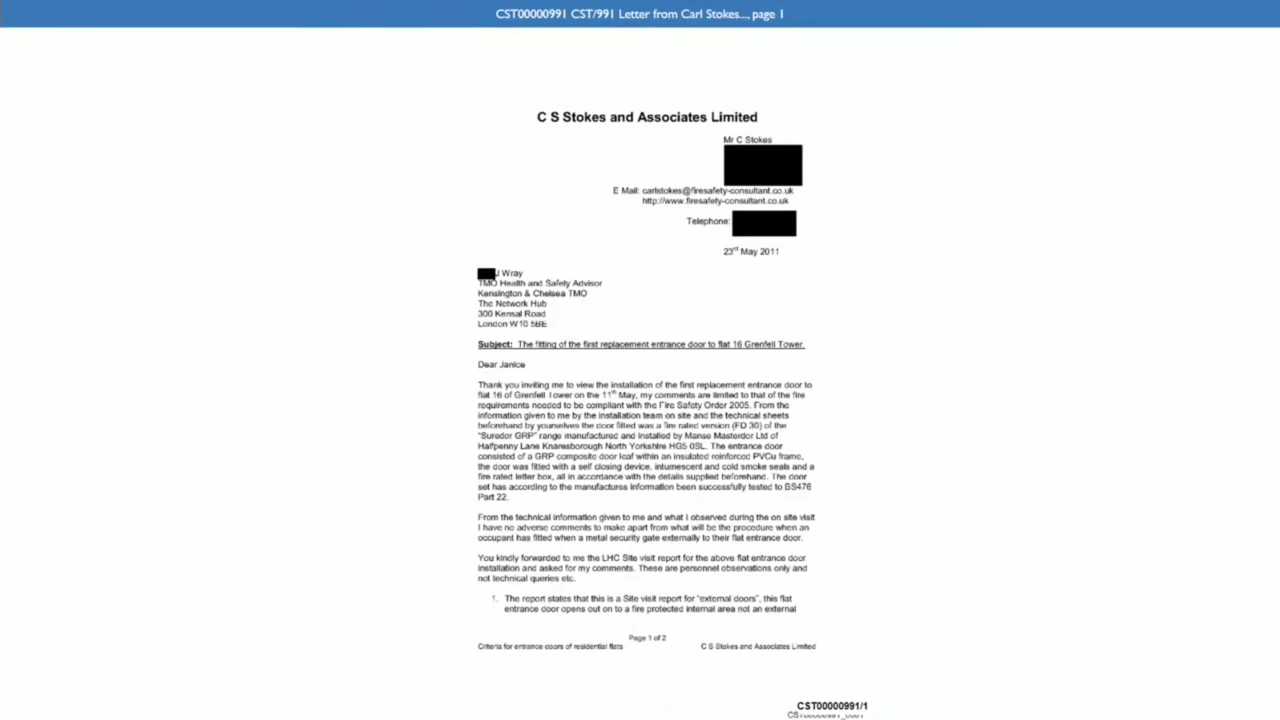 CST0000991 CST/991 Letter from Carl Stokes..., page 1
C S Stokes and Associates Limited
Mr C Stokes
E Mail: carlstokes@firesafety-consultant.co.uk
http://www.firesafety-consultant.co.uk
Telephone:
23rd May 2011
J Wray
TMO Health and Safety Advisor
Kensington & Chelsea TMO
The Network Hub
300 Kensal Road
London W10 5BE
Subject: The fitting of the first replacement entrance door to flat 16 Grenfell Tower.
Dear Janice
Thank you inviting me to view the installation of the first replacement entrance door to
flat 16 of Grenfell Tower on the 11th May, my comments are limited to that of the fire
requirements needed to be compliant with the Fire Safety Order 2005. From the
information given to me by the installation team on site and the technical sheets
beforehand by yourselves the door fitted was a fire rated version (FD 30) of the
"Suredor GRP" range manufactured and installed by Manse Masterdor Ltd of
Halfpenny Lane Knaresborough North Yorkshire HG5 0SL. The entrance door
consisted of a GRP composite door leaf within an insulated reinforced PVCu frame,
the door was fitted with a self closing device, intumescent and cold smoke seals and a
fire rated letter box, all in accordance with the details supplied beforehand. The door
set has according to the manufactures information been successfully tested to BS476
Part 22.
From the technical information given to me and what I observed during the on site visit
I have no adverse comments to make apart from what will be the procedure when an
occupant has fitted when a metal security gate externally to their flat entrance door.
You kindly forwarded to me the LHC Site visit report for the above flat entrance door
installation and asked for my comments. These are personnel observations only and
not technical queries etc.
1. The report states that this is a Site visit report for "external doors", this flat
entrance door opens out on to a fire protected internal area not an external
Page 1 of 2
Criteria for entrance doors of residential flats C S Stokes and Associates Limited
CST00000991/1
CST00000991_0001